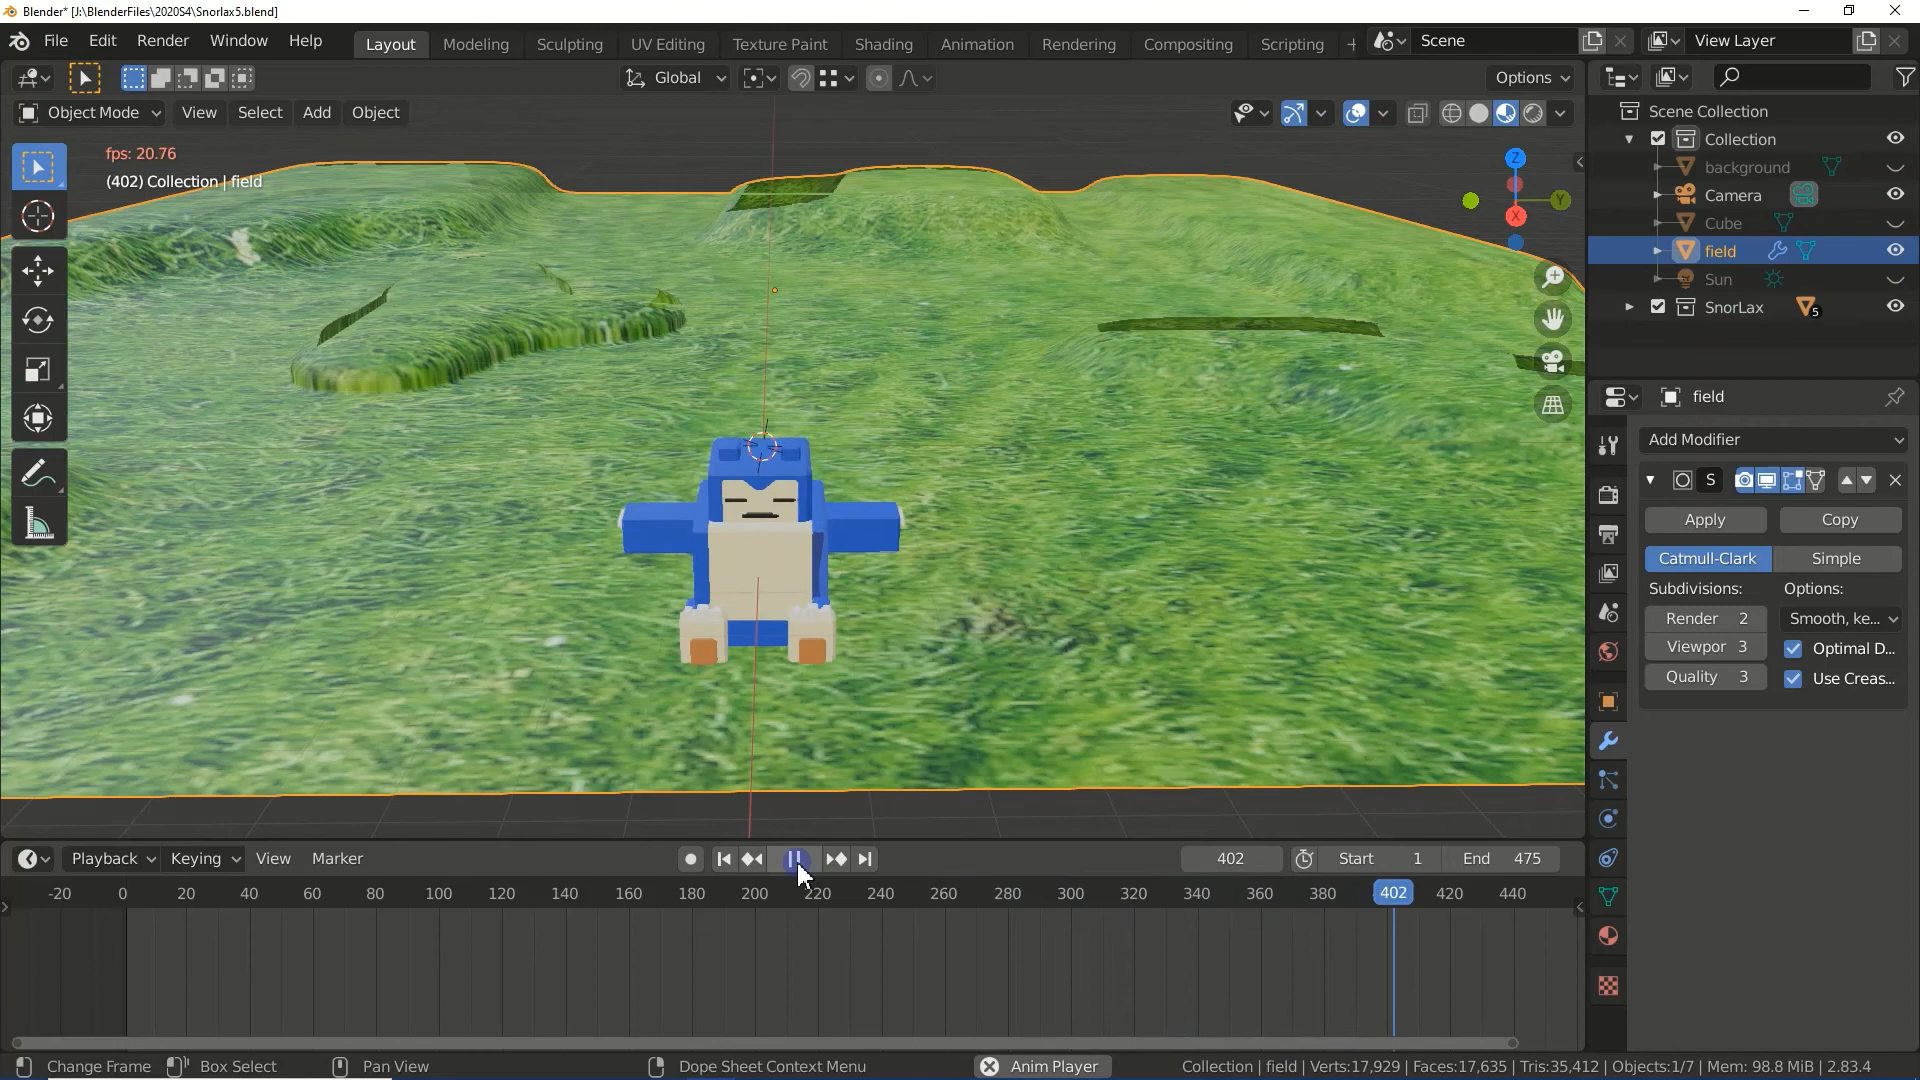 Blender* [J:\BlenderFiles\2020S4\Snorlax5.blend]
File Edit Render Window Help Layout Modeling Sculpting UV Editing Texture Paint Shading Animation Rendering Compositing Scripting Scene View Layer
Global Options
Object Mode View Select Add Object
fps: 20.76
(402) Collection | field
Z
Y
X
Scene Collection
Collection
background
Camera
Cube
field
Sun
SnorLax 5
field
Add Modifier
S
Apply Copy
Catmull-Clark Simple
Subdivisions: Options:
Render 2 Smooth, ke...
Viewpor 3 Optimal D...
Quality 3 Use Creas...
Playback Keying View Marker 402 Start 1 End 475
-20 0 20 40 60 80 100 120 140 160 180 200 220 240 260 280 300 320 340 360 380 402 420 440
Change Frame Box Select Pan View Dope Sheet Context Menu Anim Player Collection | field | Verts:17,929 | Faces:17,635 | Tris:35,412 | Objects:1/7 | Mem: 98.8 MiB | 2.83.4